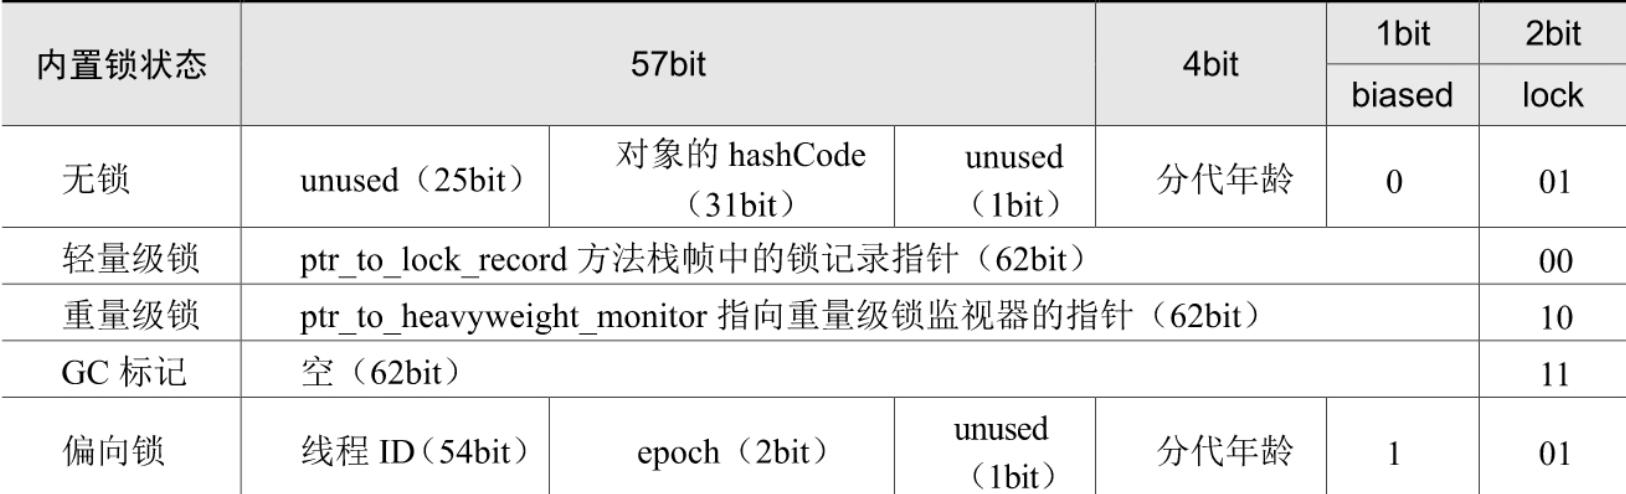 内置锁状态 57bit 4bit 1bit 2bit
biased lock
无锁 unused（25bit） 对象的 hashCode（31bit） unused（1bit） 分代年龄 0 01
轻量级锁 ptr_to_lock_record 方法栈帧中的锁记录指针（62bit） 00
重量级锁 ptr_to_heavyweight_monitor 指向重量级锁监视器的指针（62bit） 10
GC 标记 空（62bit） 11
偏向锁 线程 ID（54bit） epoch（2bit） unused（1bit） 分代年龄 1 01